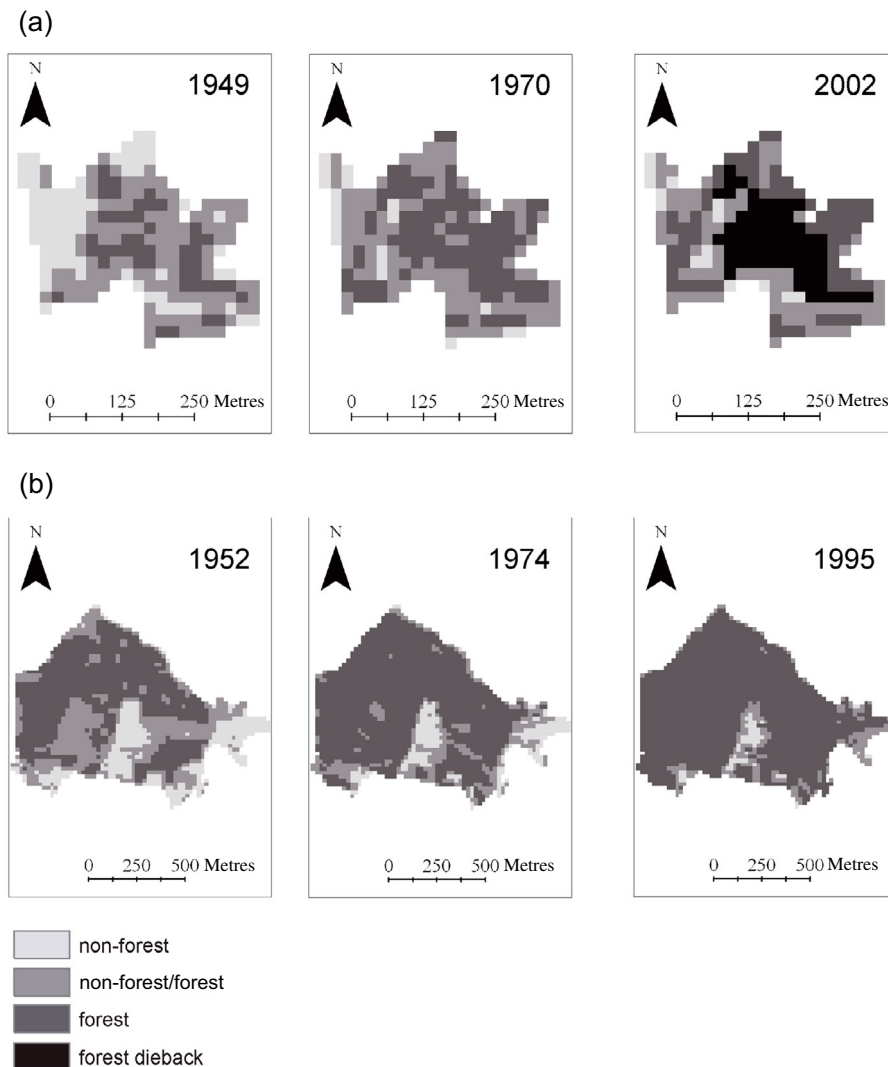 (a)
N
1949
0 125 250 Metres
N
1970
0 125 250 Metres
N
2002
0 125 250 Metres
(b)
N
1952
0 250 500 Metres
N
1974
0 250 500 Metres
N
1995
0 250 500 Metres
non-forest
non-forest/forest
forest
forest dieback